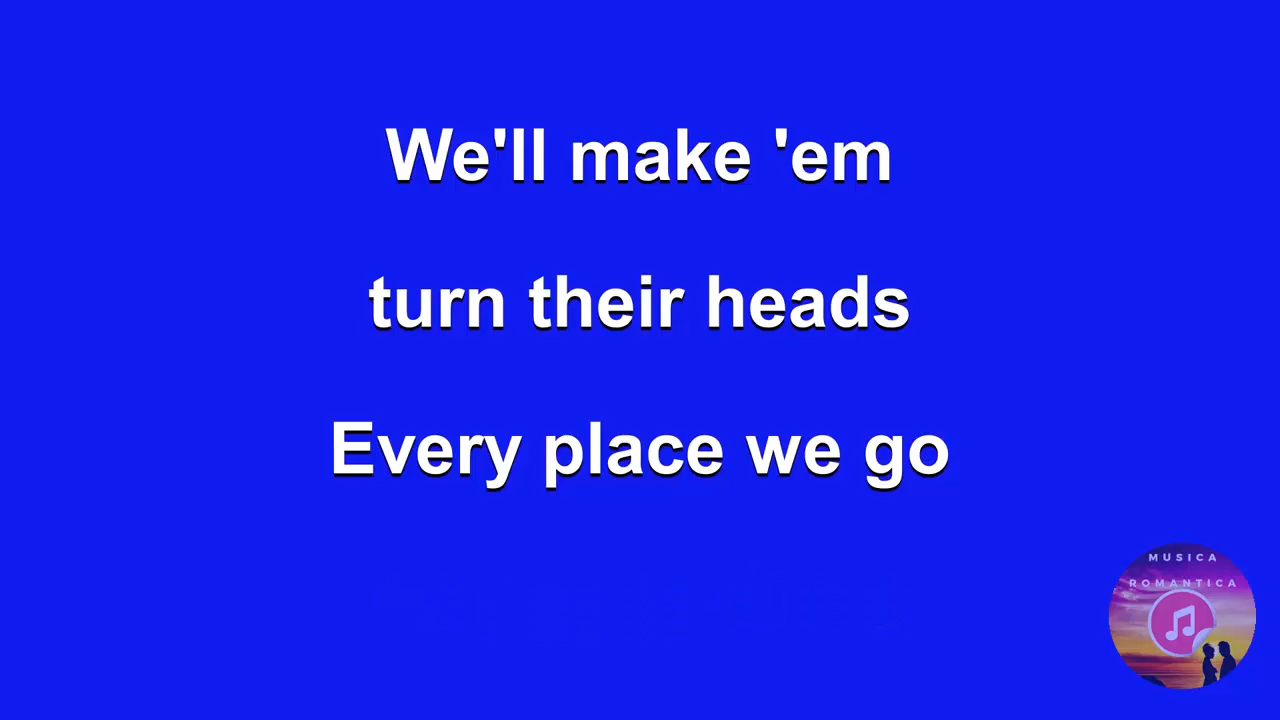 We'll make 'em
turn their heads
Every place we go
MUSICA
ROMANTICA